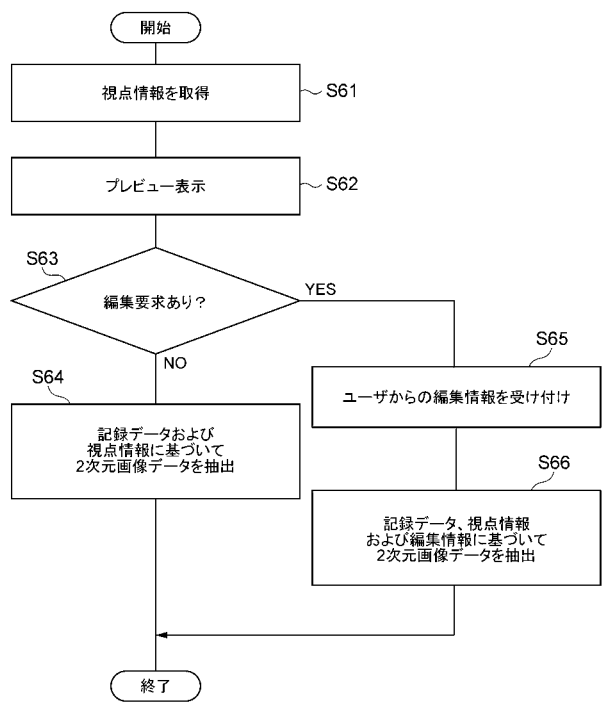 開始
視点情報を取得
S61
プレビュー表示
S62
S63
編集要求あり?
YES
NO
S64
記録データおよび
視点情報に基づいて
2次元画像データを抽出
S65
ユーザからの編集情報を受け付け
S66
記録データ、視点情報
および編集情報に基づいて
2次元画像データを抽出
終了